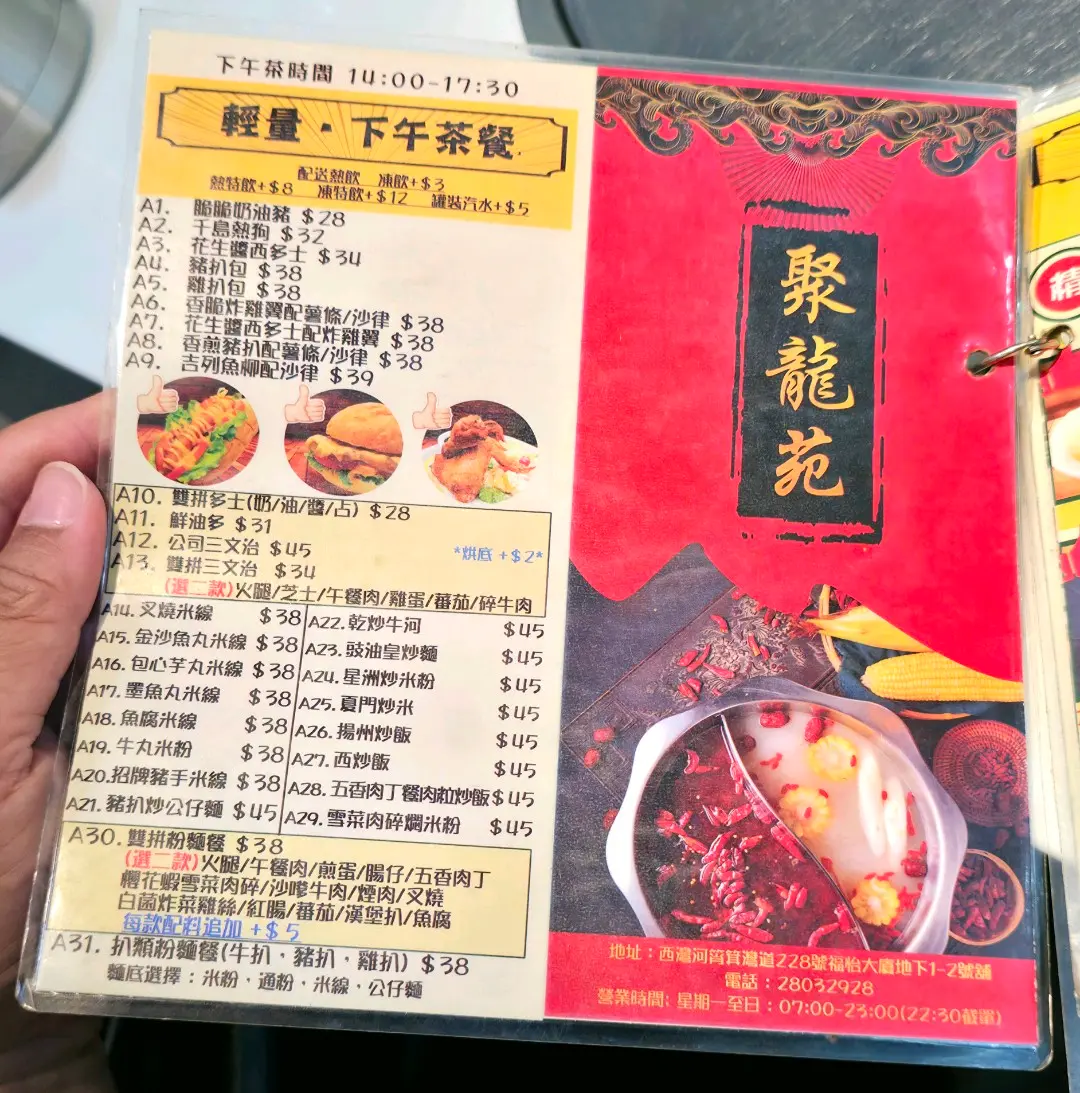 下午茶時間 14:00-17:30
輕量·下午茶餐
配送熱飲 凍飲+$3
熱特飲+$8 凍特飲+$12 罐裝汽水+$5
A1. 脆脆奶油豬 $28
A2. 千島熱狗 $32
A3. 花生醬西多士 $34
A4. 豬扒包 $38
A5. 雞扒包 $38
A6. 香脆炸雞翼配薯條/沙律 $38
A7. 花生醬西多士配炸雞翼 $38
A8. 香煎豬扒配薯條/沙律 $38
A9. 吉列魚柳配沙律 $39
A10. 雙拼多士(奶/油/醬/占) $28
A11. 鮮油多 $31
A12. 公司三文治 $45
*烘底 +$2*
A13. 雙拼三文治 $34
(選二款)火腿/芝士/午餐肉/雞蛋/蕃茄/碎牛肉
A14. 叉燒米線 $38
A15. 金沙魚丸米線 $38
A16. 包心芋丸米線 $38
A17. 墨魚丸米線 $38
A18. 魚腐米線 $38
A19. 牛丸米粉 $38
A20. 招牌豬手米線 $38
A21. 豬扒炒公仔麵 $45
A22. 乾炒牛河 $45
A23. 豉油皇炒麵 $45
A24. 星洲炒米粉 $45
A25. 夏門炒米 $45
A26. 揚州炒飯 $45
A27. 西炒飯 $45
A28. 五香肉丁餐肉粒炒飯 $45
A29. 雪菜肉碎燜米粉 $45
A30. 雙拼粉麵餐 $38
(選二款)火腿/午餐肉/煎蛋/腸仔/五香肉丁
櫻花蝦雪菜肉碎/沙嗲牛肉/煙肉/叉燒
白菌炸菜雞絲/紅腸/蕃茄/漢堡扒/魚腐
每款配料追加 +$5
A31. 扒類粉麵餐(牛扒，豬扒，雞扒) $38
麵底選擇：米粉，通粉，米線，公仔麵
聚龍苑
地址：西灣河筲箕灣道228號福怡大廈地下1-2號舖
電話：28032928
營業時間: 星期一至日：07:00-23:00(22:30截單)
精